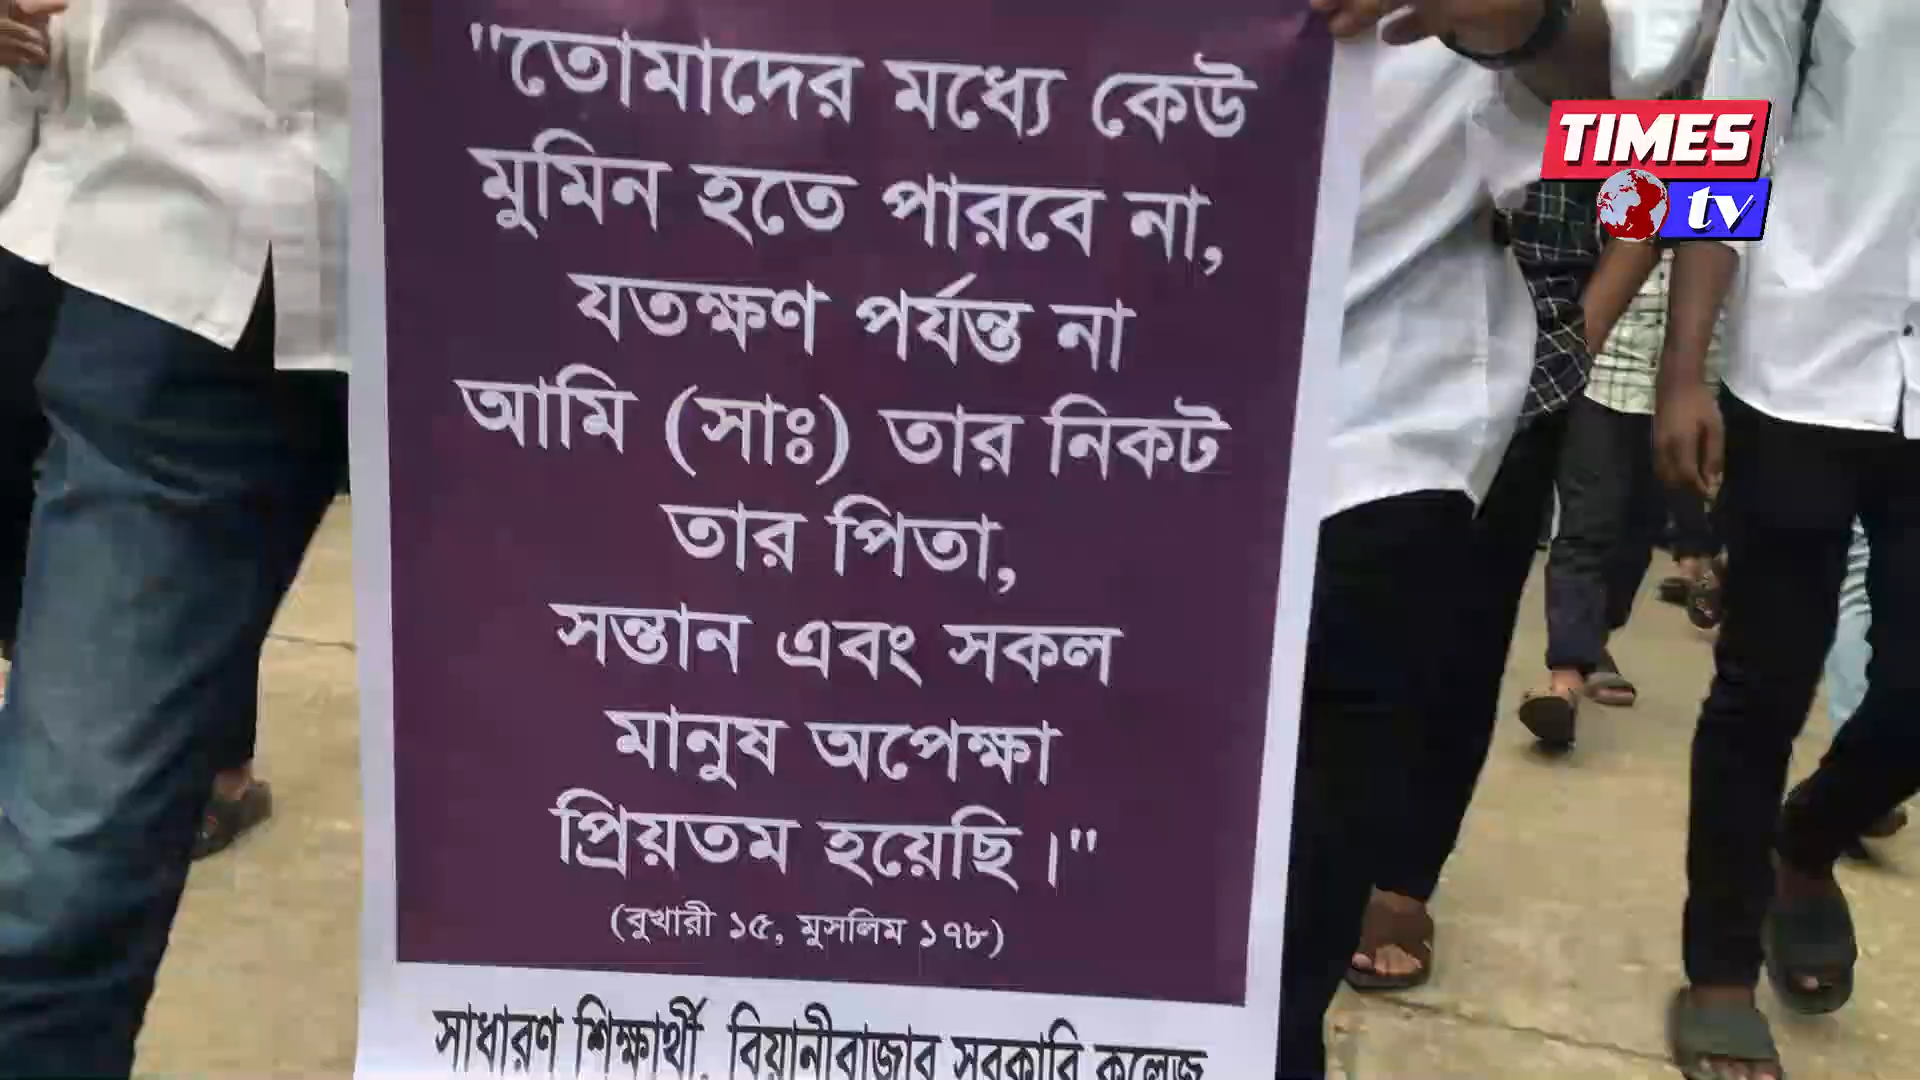 "তোমাদের মধ্যে কেউ
মুমিন হতে পারবে না,
যতক্ষণ পর্যন্ত না
আমি (সাঃ) তার নিকট
তার পিতা,
সন্তান এবং সকল
মানুষ অপেক্ষা
প্রিয়তম হয়েছি।"
(বুখারী ১৫, মুসলিম ১৭৮)
সাধারণ শিক্ষার্থী, বিয়ানীবাজার সরকারি কলেজ
TIMES
tv